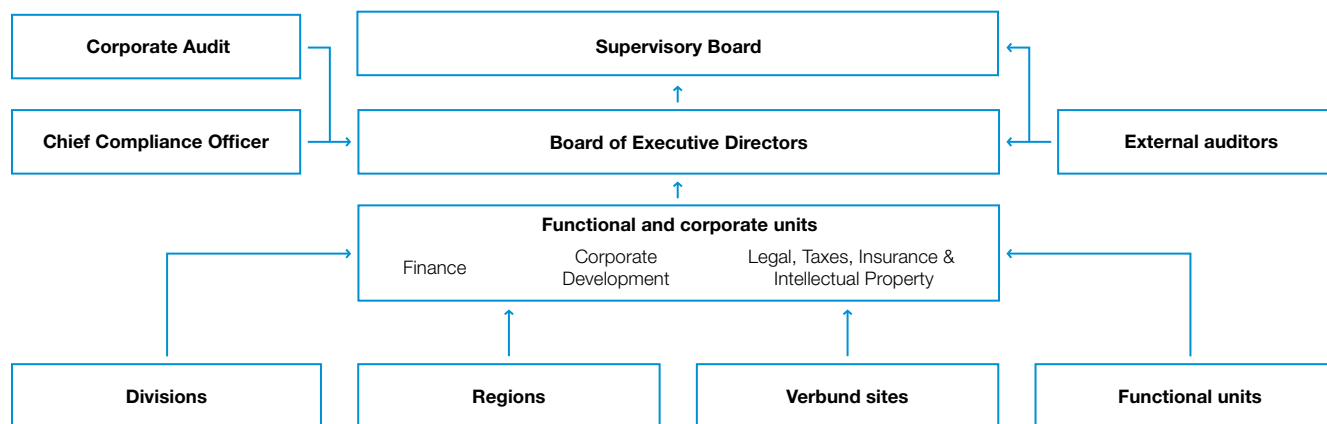 Corporate Audit
Supervisory Board
Chief Compliance Officer
Board of Executive Directors
External auditors
Functional and corporate units
Finance
Corporate
Development
Legal, Taxes, Insurance &
Intellectual Property
Divisions
Regions
Verbund sites
Functional units